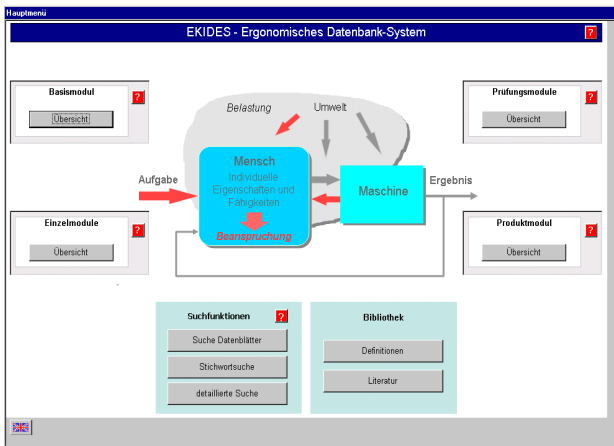 Hauptmenü
EKIDES - Ergonomisches Datenbank-System
?
Basismodul
?
Übersicht
Prüfungsmodule
?
Übersicht
Belastung
Umwelt
Mensch
Individuelle
Eigenschaften und
Fähigkeiten
Beanspruchung
Aufgabe
Maschine
Ergebnis
Einzelmodule
?
Übersicht
Produktmodul
?
Übersicht
Suchfunktionen
?
Suche Datenblätter
Stichwortsuche
detaillierte Suche
Bibliothek
Definitionen
Literatur